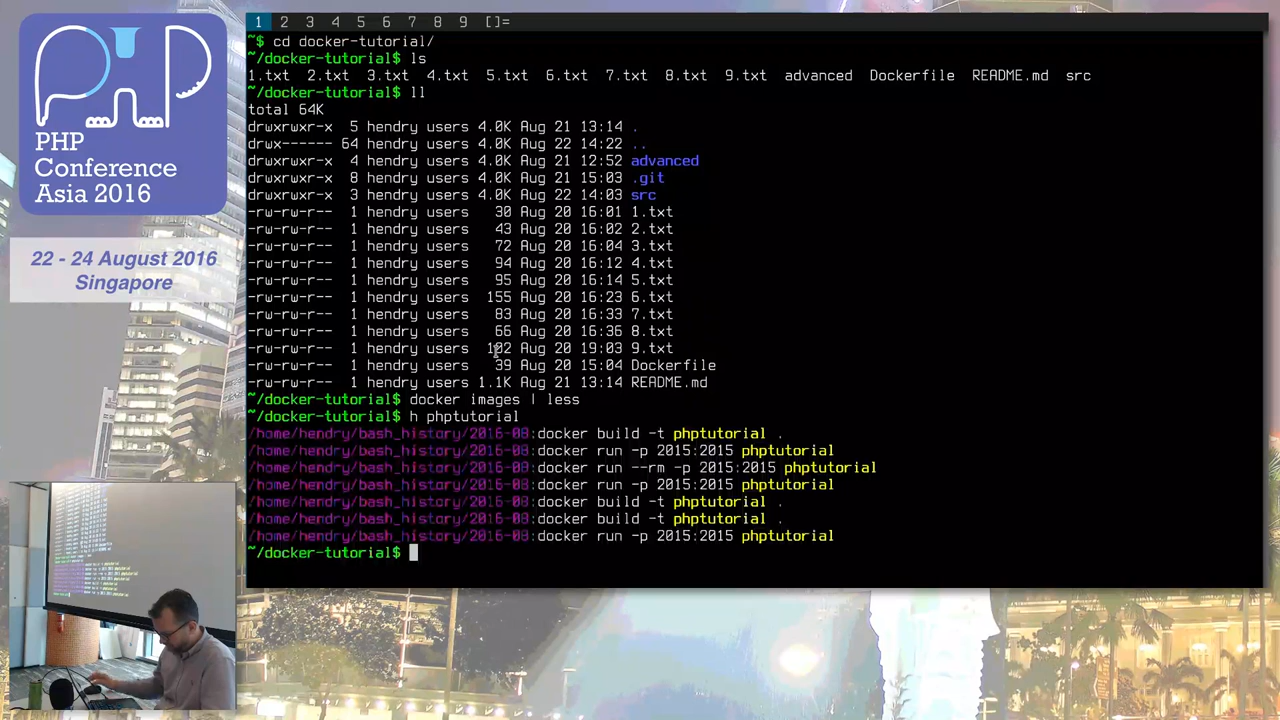 PHP
Conference
Asia 2016
22 - 24 August 2016
Singapore
1 2 3 4 5 6 7 8 9 []=
~$ cd docker-tutorial/
~/docker-tutorial$ ls
1.txt 2.txt 3.txt 4.txt 5.txt 6.txt 7.txt 8.txt 9.txt advanced Dockerfile README.md src
~/docker-tutorial$ ll
total 64K
drwxrwxr-x 5 hendry users 4.0K Aug 21 13:14 .
drwx------ 64 hendry users 4.0K Aug 22 14:22 ..
drwxrwxr-x 4 hendry users 4.0K Aug 21 12:52 advanced
drwxrwxr-x 8 hendry users 4.0K Aug 21 15:03 .git
drwxrwxr-x 3 hendry users 4.0K Aug 22 14:03 src
-rw-rw-r-- 1 hendry users 30 Aug 20 16:01 1.txt
-rw-rw-r-- 1 hendry users 43 Aug 20 16:02 2.txt
-rw-rw-r-- 1 hendry users 72 Aug 20 16:04 3.txt
-rw-rw-r-- 1 hendry users 94 Aug 20 16:12 4.txt
-rw-rw-r-- 1 hendry users 95 Aug 20 16:14 5.txt
-rw-rw-r-- 1 hendry users 155 Aug 20 16:23 6.txt
-rw-rw-r-- 1 hendry users 83 Aug 20 16:33 7.txt
-rw-rw-r-- 1 hendry users 66 Aug 20 16:36 8.txt
-rw-rw-r-- 1 hendry users 102 Aug 20 19:03 9.txt
-rw-rw-r-- 1 hendry users 39 Aug 20 15:04 Dockerfile
-rw-rw-r-- 1 hendry users 1.1K Aug 21 13:14 README.md
~/docker-tutorial$ docker images | less
~/docker-tutorial$ h phptutorial
/home/hendry/bash_history/2016-08:docker build -t phptutorial .
/home/hendry/bash_history/2016-08:docker run -p 2015:2015 phptutorial
/home/hendry/bash_history/2016-08:docker run --rm -p 2015:2015 phptutorial
/home/hendry/bash_history/2016-08:docker run -p 2015:2015 phptutorial
/home/hendry/bash_history/2016-08:docker build -t phptutorial .
/home/hendry/bash_history/2016-08:docker build -t phptutorial .
/home/hendry/bash_history/2016-08:docker run -p 2015:2015 phptutorial
~/docker-tutorial$